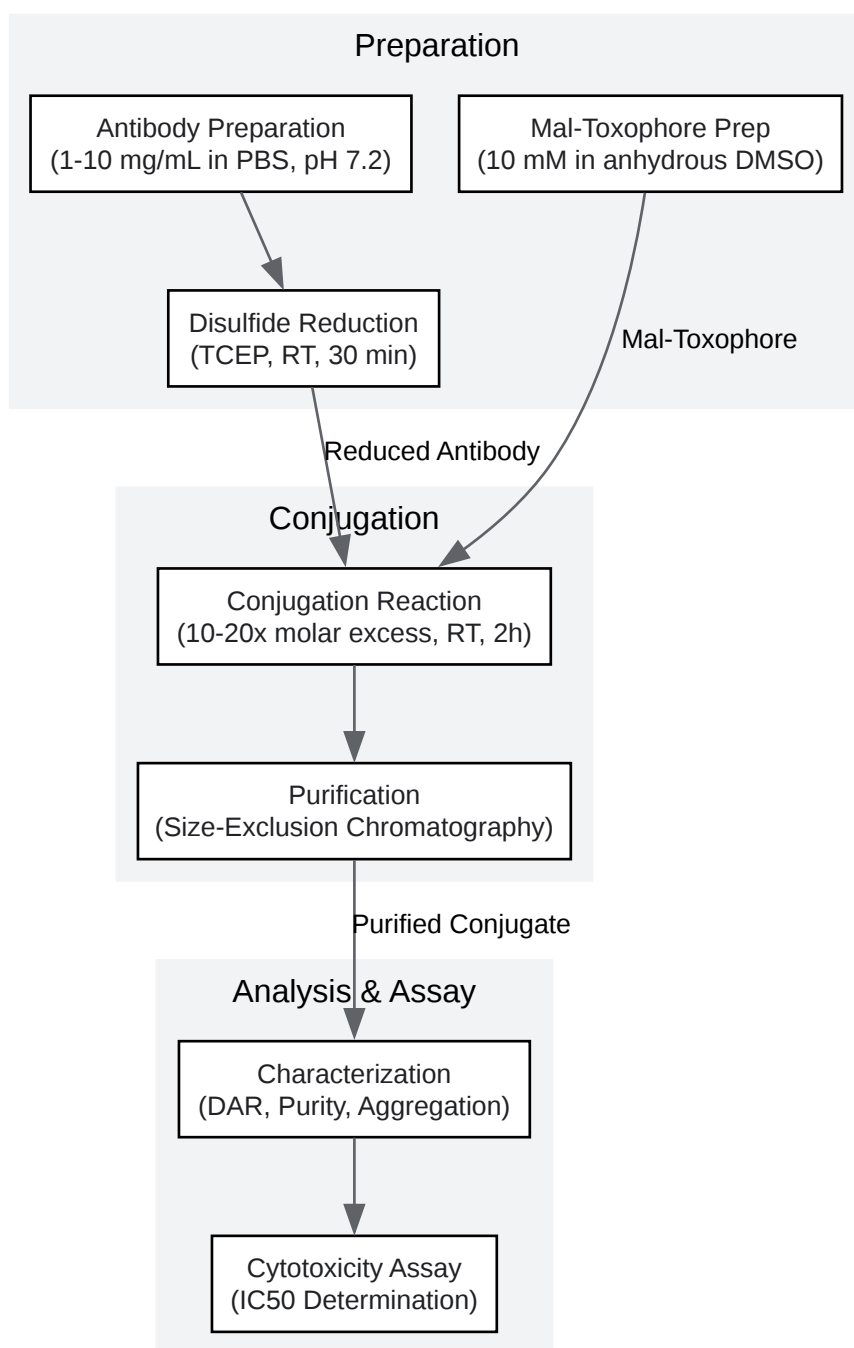 Preparation
Antibody Preparation
(1-10 mg/mL in PBS, pH 7.2)
Mal-Toxophore Prep
(10 mM in anhydrous DMSO)
Disulfide Reduction
(TCEP, RT, 30 min)
Mal-Toxophore
Reduced Antibody
Conjugation
Conjugation Reaction
(10-20x molar excess, RT, 2h)
Purification
(Size-Exclusion Chromatography)
Purified Conjugate
Analysis & Assay
Characterization
(DAR, Purity, Aggregation)
Cytotoxicity Assay
(IC50 Determination)